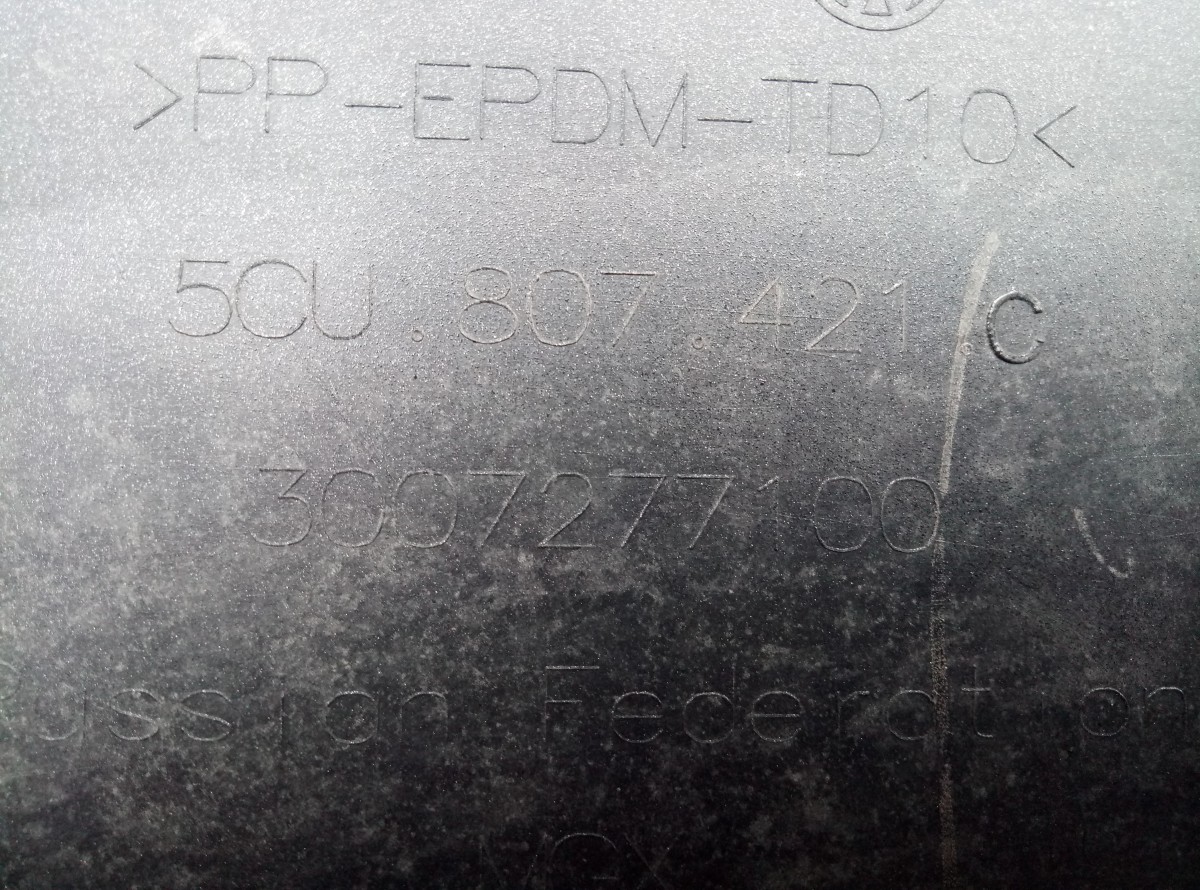 >PP-EPDM-TD10<
5CU.807.421.C
3007277100
Russian Federation